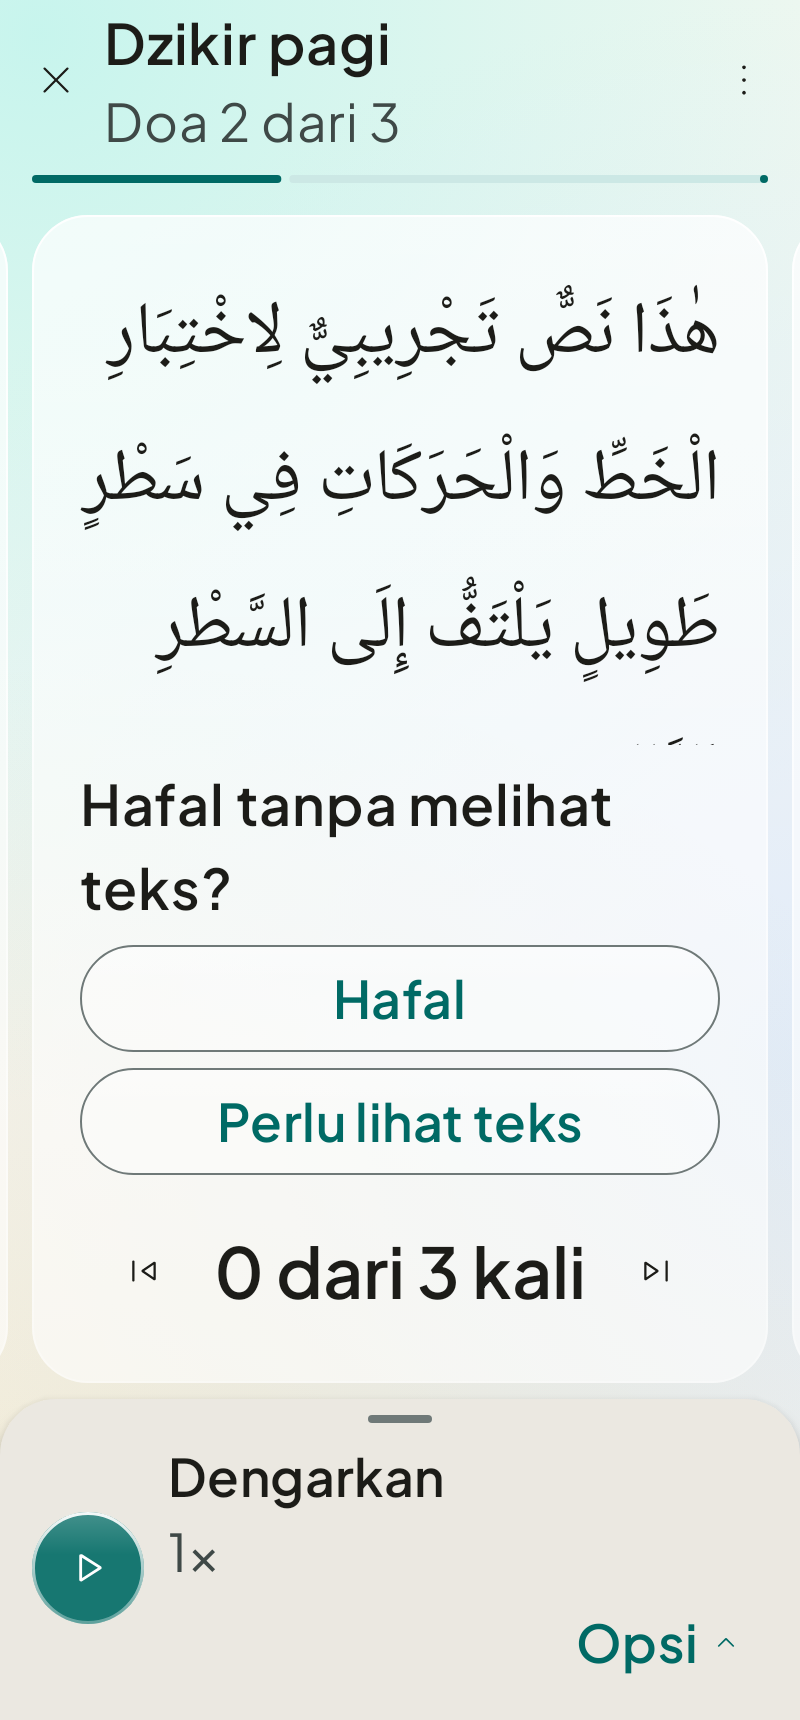 Dzikir pagi
Doa 2 dari 3
هٰذَا نَصٌّ تَجْرِيبِيٌّ لِاخْتِبَارِ
الْخَطِّ وَالْحَرَكَاتِ فِي سَطْرٍ
طَوِيلٍ يَلْتَفُّ إِلَى السَّطْرِ
Hafal tanpa melihat
teks?
Hafal
Perlu lihat teks
0 dari 3 kali
Dengarkan
1×
Opsi